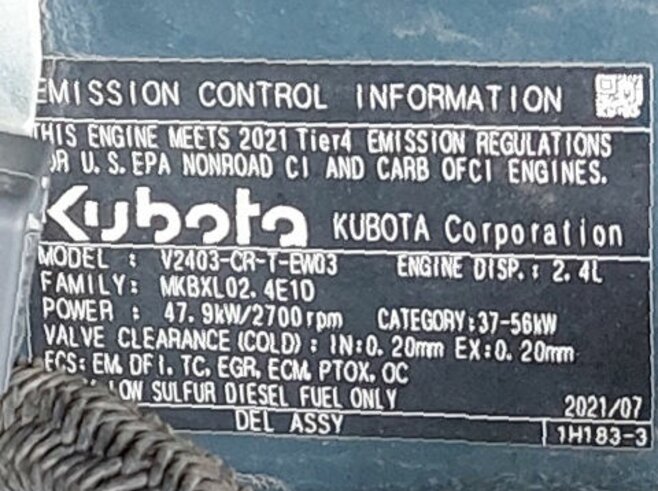 EMISSION CONTROL INFORMATION
THIS ENGINE MEETS 2021 Tier4 EMISSION REGULATIONS
OR U.S.EPA NONROAD CI AND CARB OFCI ENGINES.
Kubota KUBOTA Corporation
MODEL : V2403-CR-T-EW03 ENGINE DISP.: 2.4L
FAMILY: MKBXL02.4E1D
POWER : 47.9kW/2700rpm CATEGORY:37-56kW
VALVE CLEARANCE(COLD): IN:0.20mm EX:0.20mm
ECS: EM, DFI, TC, EGR, ECM, PTOX, OC
LOW SULFUR DIESEL FUEL ONLY
2021/07
DEL ASSY
1H183-3